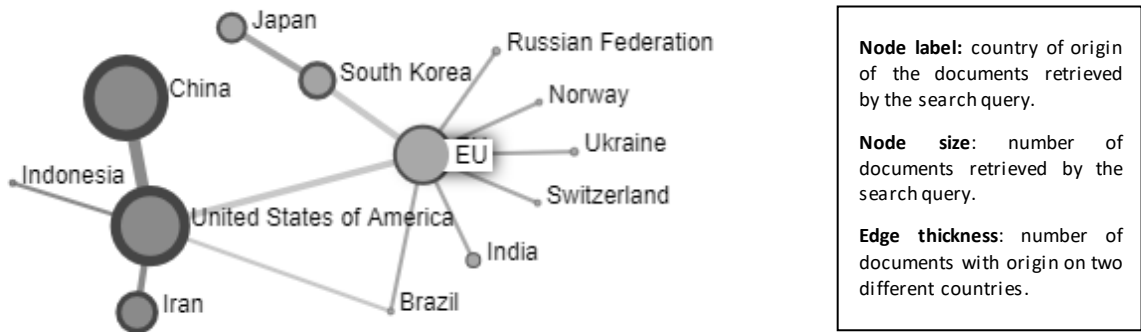 Japan
Russian Federation
South Korea
China
Norway
EU
Ukraine
Indonesia
Switzerland
United States of America
India
Iran
Brazil
Node label: country of origin
of the documents retrieved
by the search query.
Node size: number of
documents retrieved by the
search query.
Edge thickness: number of
documents with origin on two
different countries.